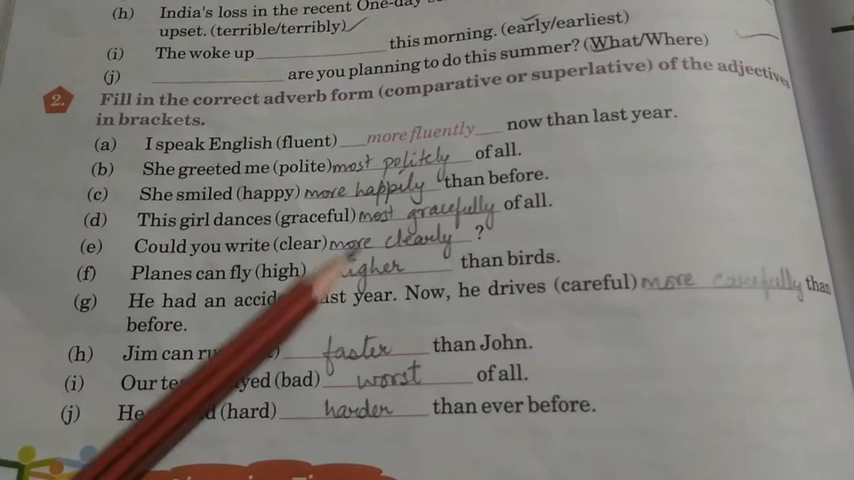 (h) India's loss in the recent One-day
upset. (terrible/terribly)
(i) The woke up ____________ this morning. (early/earliest)
(j) ____________ are you planning to do this summer? (What/Where)
2. Fill in the correct adverb form (comparative or superlative) of the adjectives
in brackets.
(a) I speak English (fluent) more fluently now than last year.
(b) She greeted me (polite) most politely of all.
(c) She smiled (happy) more happily than before.
(d) This girl dances (graceful) most gracefully of all.
(e) Could you write (clear) more clearly ?
(f) Planes can fly (high) higher than birds.
(g) He had an ast year. Now, he drives (careful) more carefully than
before.
(h) Jim can faster than John.
(i) Our (bad) worst of all.
(j) He (hard) harder than ever before.